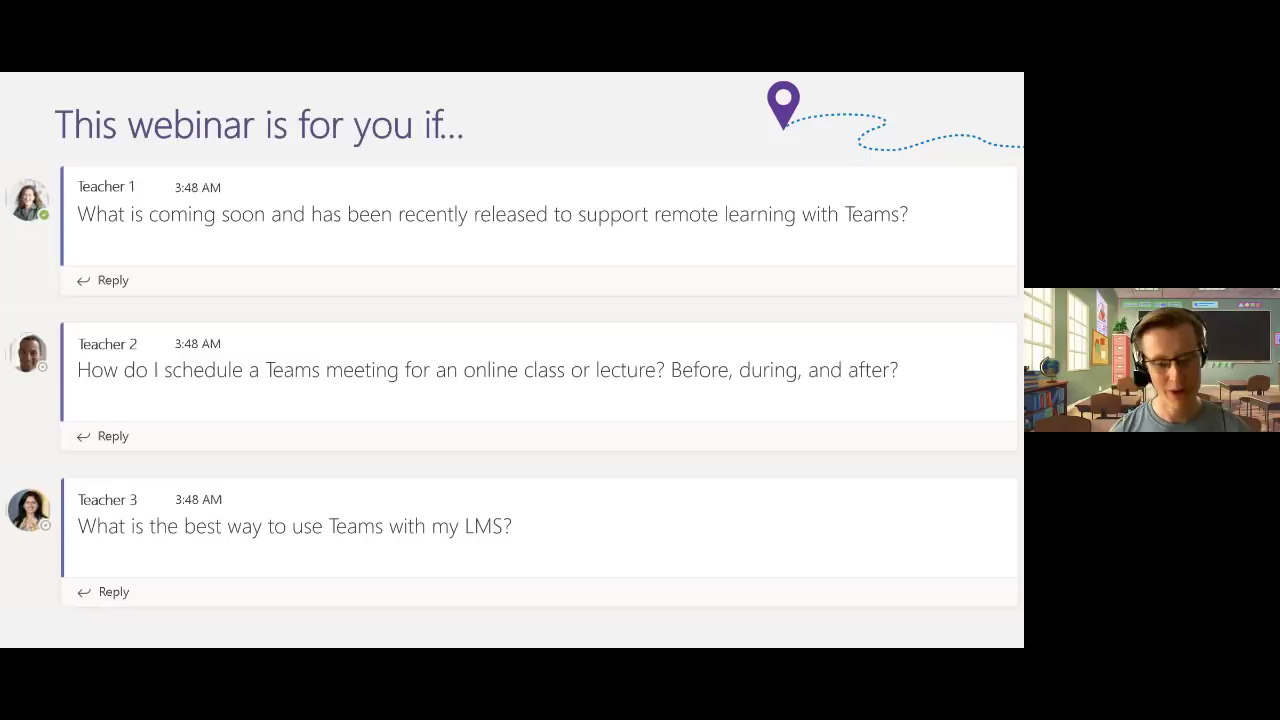 This webinar is for you if...
Teacher 1 3:48 AM
What is coming soon and has been recently released to support remote learning with Teams?
Reply
Teacher 2 3:48 AM
How do I schedule a Teams meeting for an online class or lecture? Before, during, and after?
Reply
Teacher 3 3:48 AM
What is the best way to use Teams with my LMS?
Reply